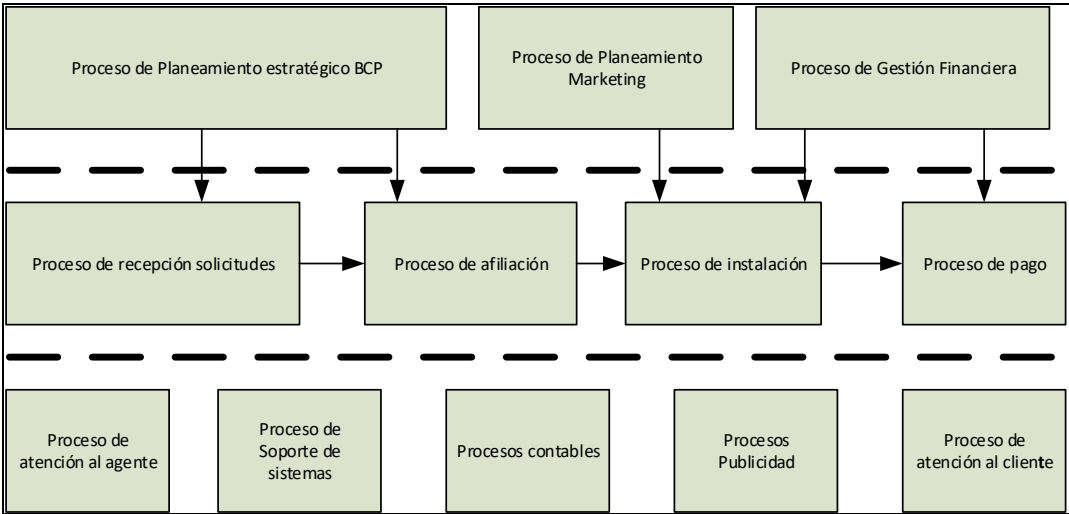 Proceso de Planeamiento estratégico BCP
Proceso de Planeamiento
Marketing
Proceso de Gestión Financiera
Proceso de recepción solicitudes
Proceso de afiliación
Proceso de instalación
Proceso de pago
Proceso de
atención al agente
Proceso de
Soporte de
sistemas
Procesos contables
Procesos
Publicidad
Proceso de
atención al cliente